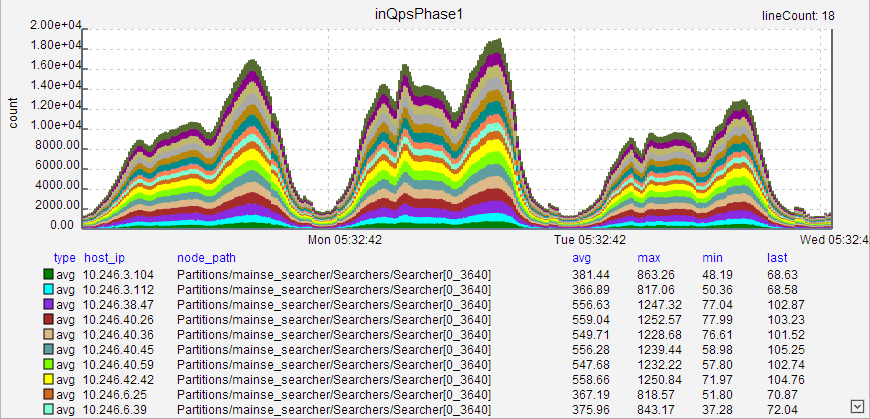 inQpsPhase1
lineCount: 18
2.00e+04
1.80e+04
1.60e+04
1.40e+04
1.20e+04
1.00e+04
8000.00
6000.00
4000.00
2000.00
0.00
count
Mon 05:32:42 Tue 05:32:42 Wed 05:32:4
type host_ip node_path avg max min last
avg 10.246.3.104 Partitions/mainse_searcher/Searchers/Searcher[0_3640] 381.44 863.26 48.19 68.63
avg 10.246.3.112 Partitions/mainse_searcher/Searchers/Searcher[0_3640] 366.89 817.06 50.36 68.58
avg 10.246.38.47 Partitions/mainse_searcher/Searchers/Searcher[0_3640] 556.63 1247.32 77.04 102.87
avg 10.246.40.26 Partitions/mainse_searcher/Searchers/Searcher[0_3640] 559.04 1252.57 77.99 103.23
avg 10.246.40.36 Partitions/mainse_searcher/Searchers/Searcher[0_3640] 549.71 1228.68 76.61 101.52
avg 10.246.40.45 Partitions/mainse_searcher/Searchers/Searcher[0_3640] 556.28 1239.44 58.98 105.25
avg 10.246.40.59 Partitions/mainse_searcher/Searchers/Searcher[0_3640] 547.68 1232.22 57.80 102.74
avg 10.246.42.42 Partitions/mainse_searcher/Searchers/Searcher[0_3640] 558.66 1250.84 71.97 104.76
avg 10.246.6.25 Partitions/mainse_searcher/Searchers/Searcher[0_3640] 367.19 818.57 51.80 70.87
avg 10.246.6.39 Partitions/mainse_searcher/Searchers/Searcher[0_3640] 375.96 843.17 37.28 72.04